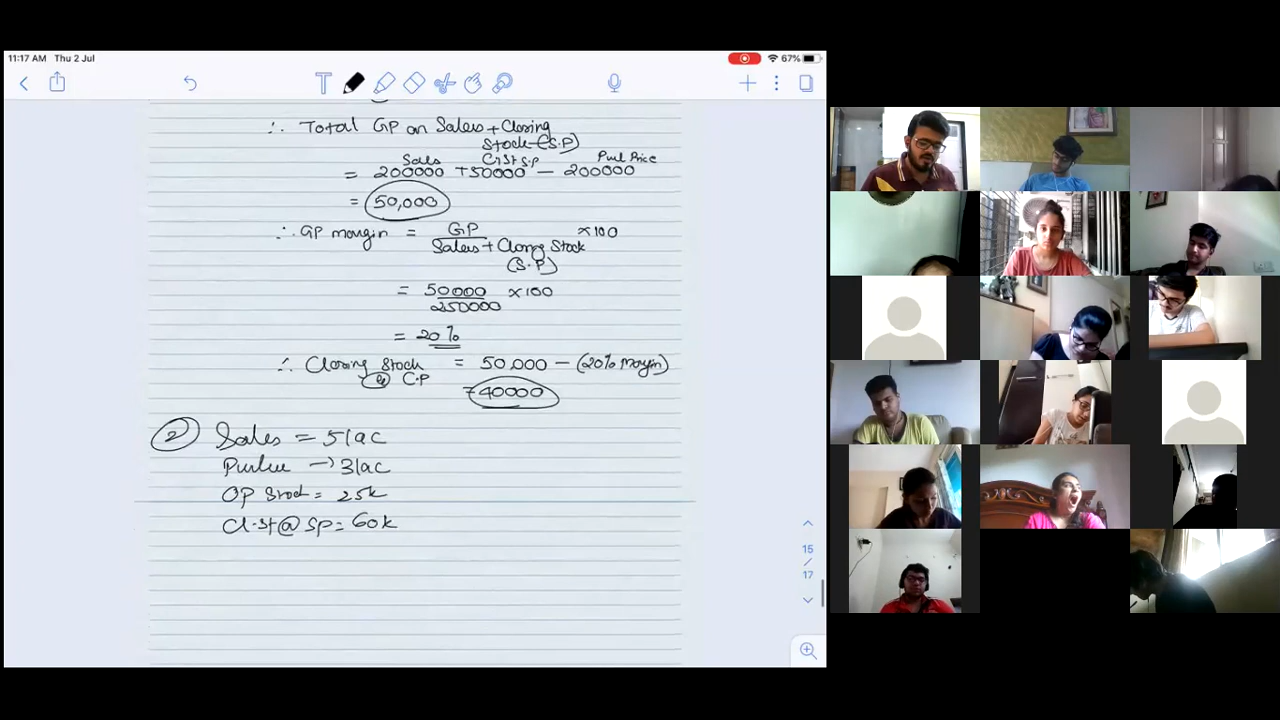 11:17 AM Thu 2 Jul
67%
∴ Total GP on Sales + Closing
Stock (S.P)
Sales Cl St S.P Pur Price
= 200000 + 50000 - 200000
= 50,000
∴ GP margin = GP × 100
Sales + Closing Stock
(S.P)
= 50000 × 100
250000
= 20%
∴ Closing Stock = 50,000 - (20% Margin)
@ C.P
= 40000
2 Sales = 5 lac
→ 3 lac
OP Stock = 25k
Cl. St @ SP = 60k
15
/
17